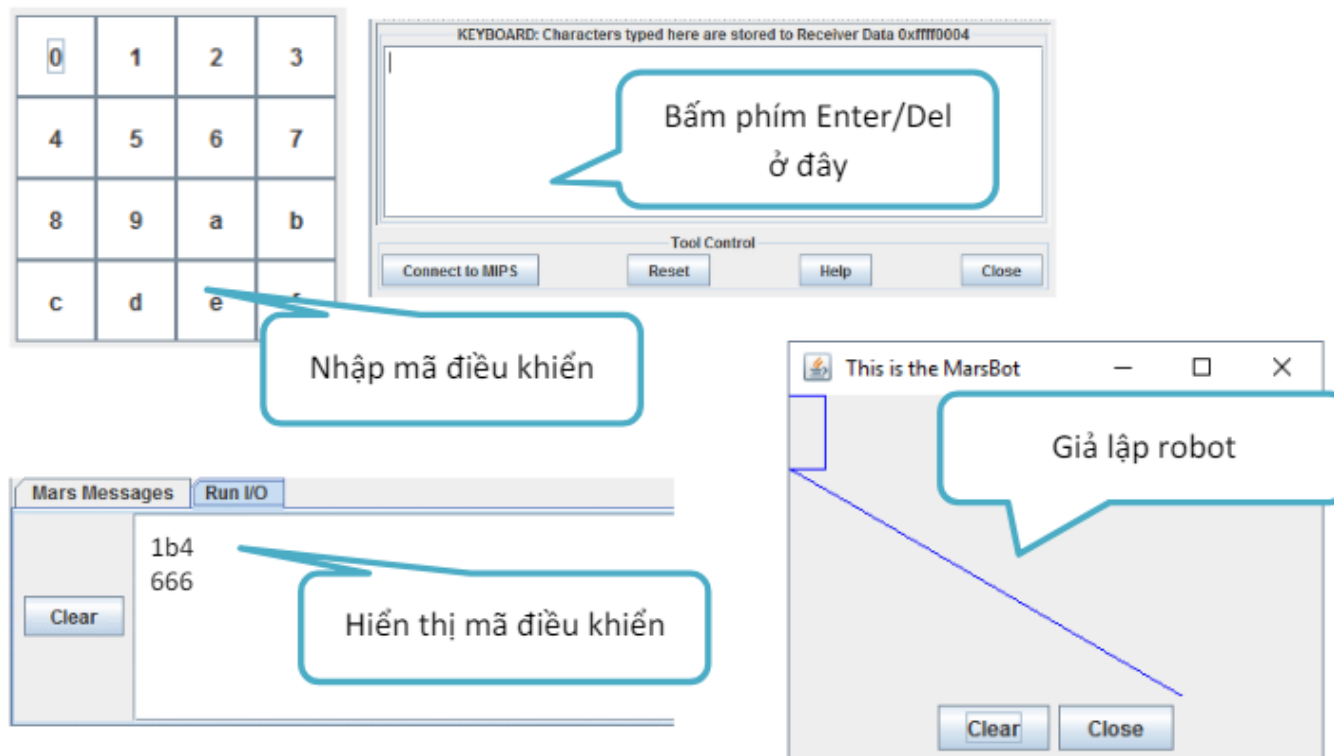 0 1 2 3
4 5 6 7
8 9 a b
c d e
KEYBOARD: Characters typed here are stored to Receiver Data 0xffff0004
Bấm phím Enter/Del
ở đây
Tool Control
Connect to MIPS Reset Help Close
Nhập mã điều khiển
This is the MarsBot
Giả lập robot
Clear Close
Mars Messages Run I/O
1b4
666
Clear
Hiển thị mã điều khiển